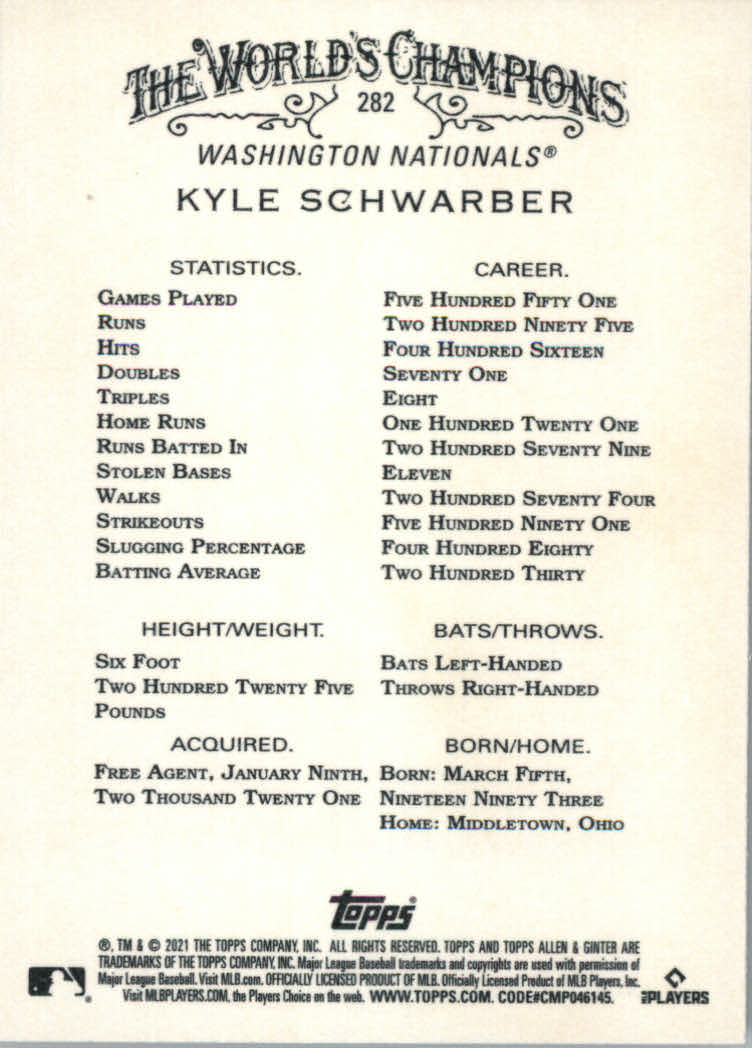 THE WORLD'S CHAMPIONS
282
WASHINGTON NATIONALS®
KYLE SCHWARBER
STATISTICS. CAREER.
GAMES PLAYED FIVE HUNDRED FIFTY ONE
RUNS TWO HUNDRED NINETY FIVE
HITS FOUR HUNDRED SIXTEEN
DOUBLES SEVENTY ONE
TRIPLES EIGHT
HOME RUNS ONE HUNDRED TWENTY ONE
RUNS BATTED IN TWO HUNDRED SEVENTY NINE
STOLEN BASES ELEVEN
WALKS TWO HUNDRED SEVENTY FOUR
STRIKEOUTS FIVE HUNDRED NINETY ONE
SLUGGING PERCENTAGE FOUR HUNDRED EIGHTY
BATTING AVERAGE TWO HUNDRED THIRTY
HEIGHT/WEIGHT.
SIX FOOT
TWO HUNDRED TWENTY FIVE
POUNDS
BATS/THROWS.
BATS LEFT-HANDED
THROWS RIGHT-HANDED
ACQUIRED.
FREE AGENT, JANUARY NINTH,
TWO THOUSAND TWENTY ONE
BORN/HOME.
BORN: MARCH FIFTH,
NINETEEN NINETY THREE
HOME: MIDDLETOWN, OHIO
Topps®
®, TM & © 2021 THE TOPPS COMPANY, INC. ALL RIGHTS RESERVED. TOPPS AND TOPPS ALLEN & GINTER ARE
TRADEMARKS OF THE TOPPS COMPANY, INC. Major League Baseball trademarks and copyrights are used with permission of
Major League Baseball. Visit MLB.com. OFFICIALLY LICENSED PRODUCT OF MLB. Officially Licensed Product of MLB Players, Inc.
Visit MLBPLAYERS.COM, the Players Choice on the web. WWW.TOPPS.COM. CODE#CMP046145.
MLBPLAYERS